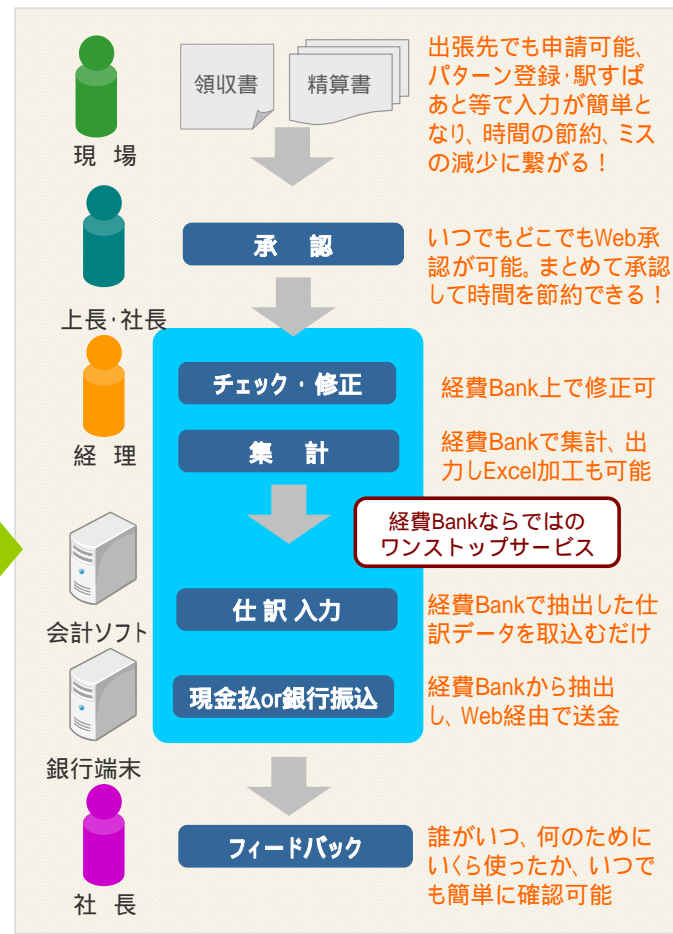 領収書
精算書
出張先でも申請可能、
パターン登録・駅すぱ
あと等で入力が簡単と
なり、時間の節約、ミス
の減少に繋がる！
現 場
承 認
いつでもどこでもWeb承
認が可能。まとめて承認
して時間を節約できる！
上長・社長
チェック・修正
経費Bank上で修正可
経 理
集 計
経費Bankで集計、出
力しExcel加工も可能
経費Bankならではの
ワンストップサービス
会計ソフト
仕 訳 入力
経費Bankで抽出した仕
訳データを取込むだけ
現金払or銀行振込
経費Bankから抽出
し、Web経由で送金
銀行端末
フィードバック
誰がいつ、何のために
いくら使ったか、いつで
も簡単に確認可能
社 長